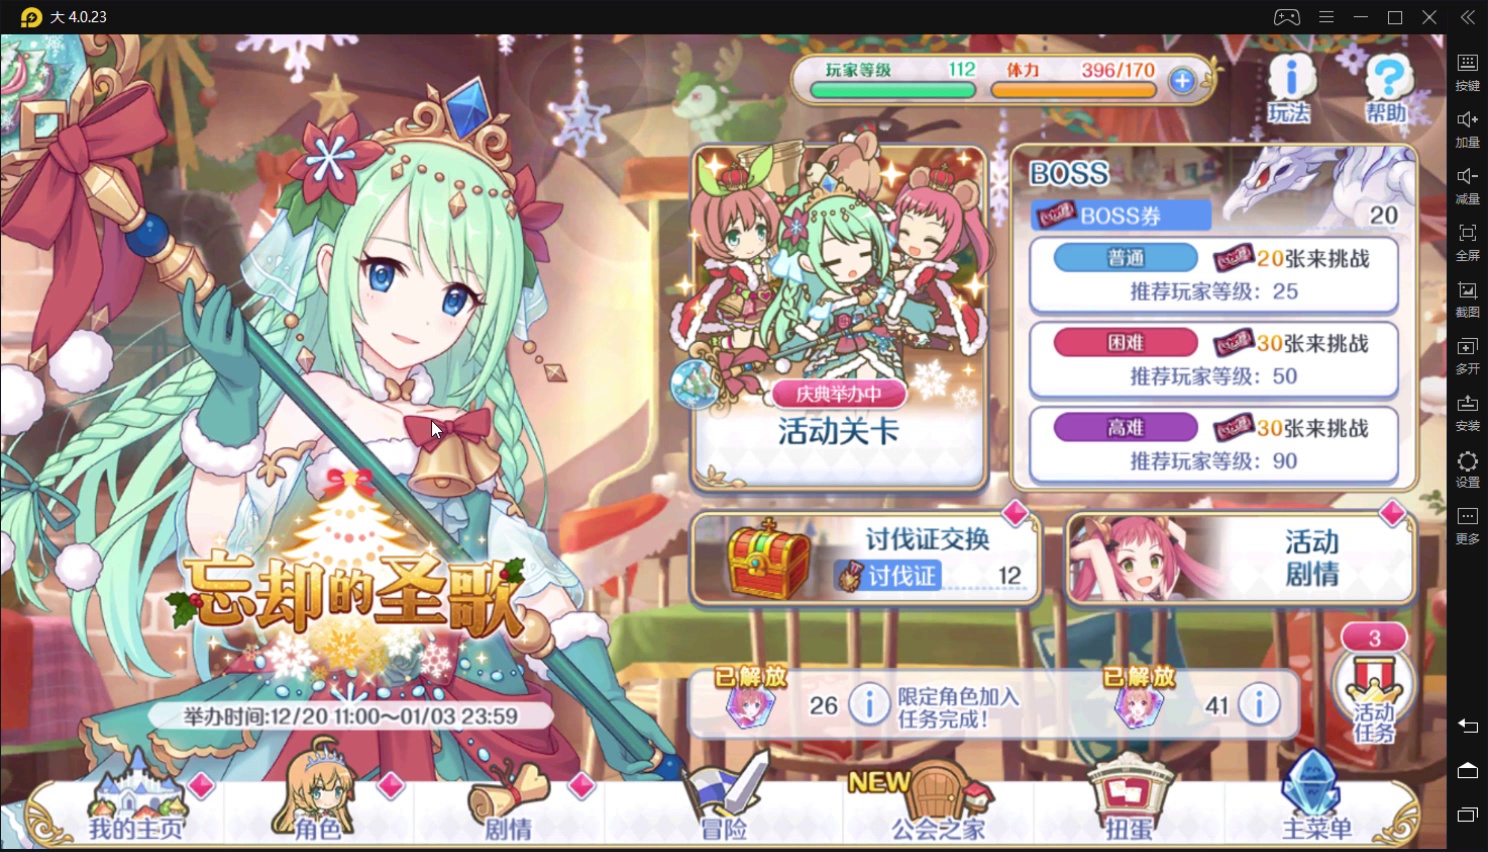 大 4.0.23
玩家等级 112 体力 396/170
玩法
帮助
BOSS
BOSS券 20
普通 20张来挑战
推荐玩家等级: 25
困难 30张来挑战
推荐玩家等级: 50
高难 30张来挑战
推荐玩家等级: 90
庆典举办中
活动关卡
讨伐证交换
讨伐证 12
活动
剧情
忘却的圣歌
举办时间:12/20 11:00~01/03 23:59
已解放
26
限定角色加入
任务完成!
已解放
41
3
活动
任务
我的主页
角色
剧情
冒险
NEW
公会之家
扭蛋
主菜单
按键
加量
减量
全屏
截图
多开
安装
设置
更多